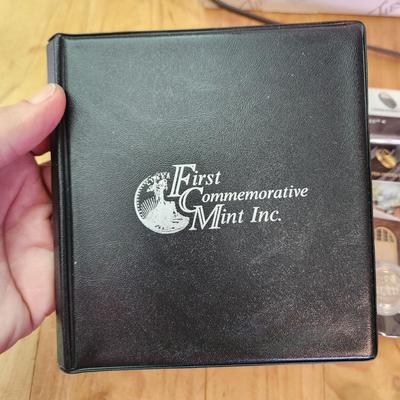 First
Commemorative
Mint Inc.